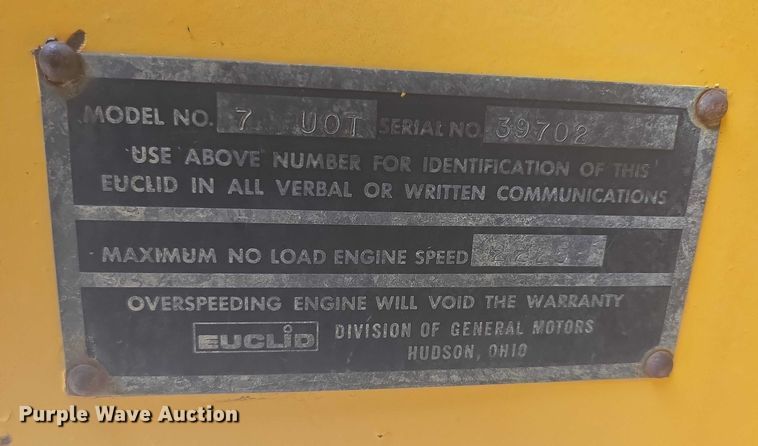 MODEL NO. 7 UOT SERIAL NO. 39702
USE ABOVE NUMBER FOR IDENTIFICATION OF THIS
EUCLID IN ALL VERBAL OR WRITTEN COMMUNICATIONS
MAXIMUM NO LOAD ENGINE SPEED
OVERSPEEDING ENGINE WILL VOID THE WARRANTY
EUCLID DIVISION OF GENERAL MOTORS
HUDSON, OHIO
Purple Wave Auction